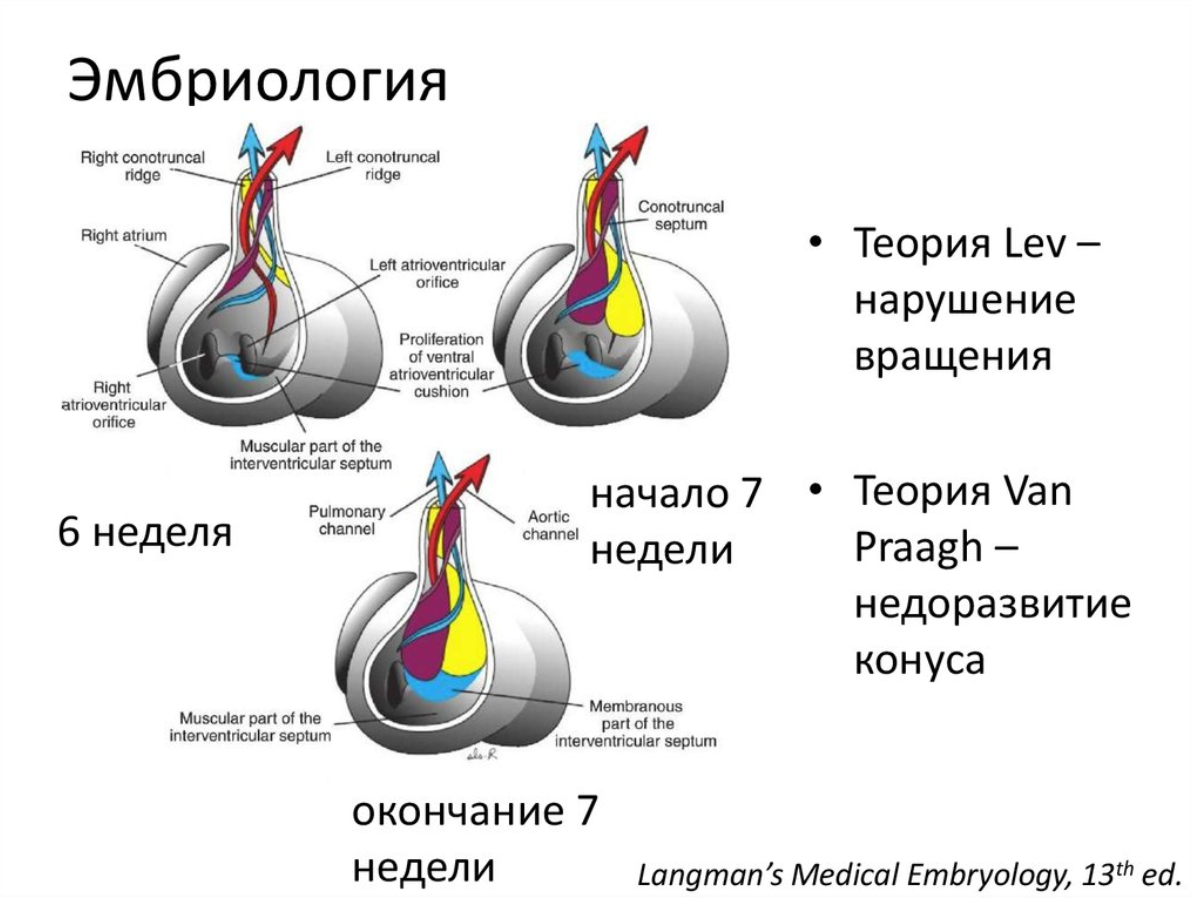 Эмбриология
Right conotruncal
ridge
Left conotruncal
ridge
Right atrium
Left atrioventricular
orifice
Conotruncal
septum
Proliferation
of ventral
atrioventricular
cushion
Right
atrioventricular
orifice
Muscular part of the
interventricular septum
6 неделя
начало 7
недели
Pulmonary
channel
Aortic
channel
Muscular part of the
interventricular septum
Membranous
part of the
interventricular septum
окончание 7
недели
• Теория Lev –
нарушение
вращения
• Теория Van
Praagh –
недоразвитие
конуса
Langman’s Medical Embryology, 13th ed.